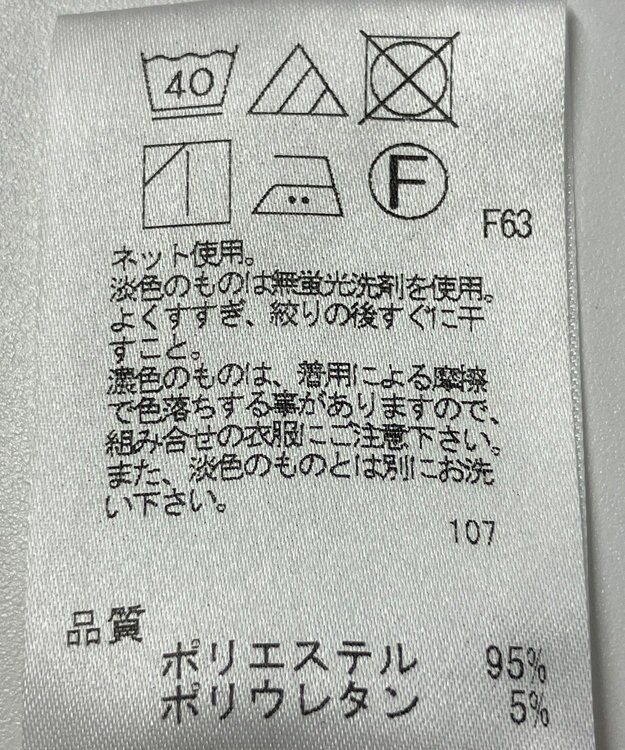 40
F
F63
ネット使用。
淡色のものは無蛍光洗剤を使用。
よくすすぎ、絞りの後すぐに干
すこと。
濃色のものは、着用による摩擦
で色落ちする事がありますので、
組み合せの衣服にご注意下さい。
また、淡色のものとは別にお洗
い下さい。
107
品質
ポリエステル 95%
ポリウレタン 5%